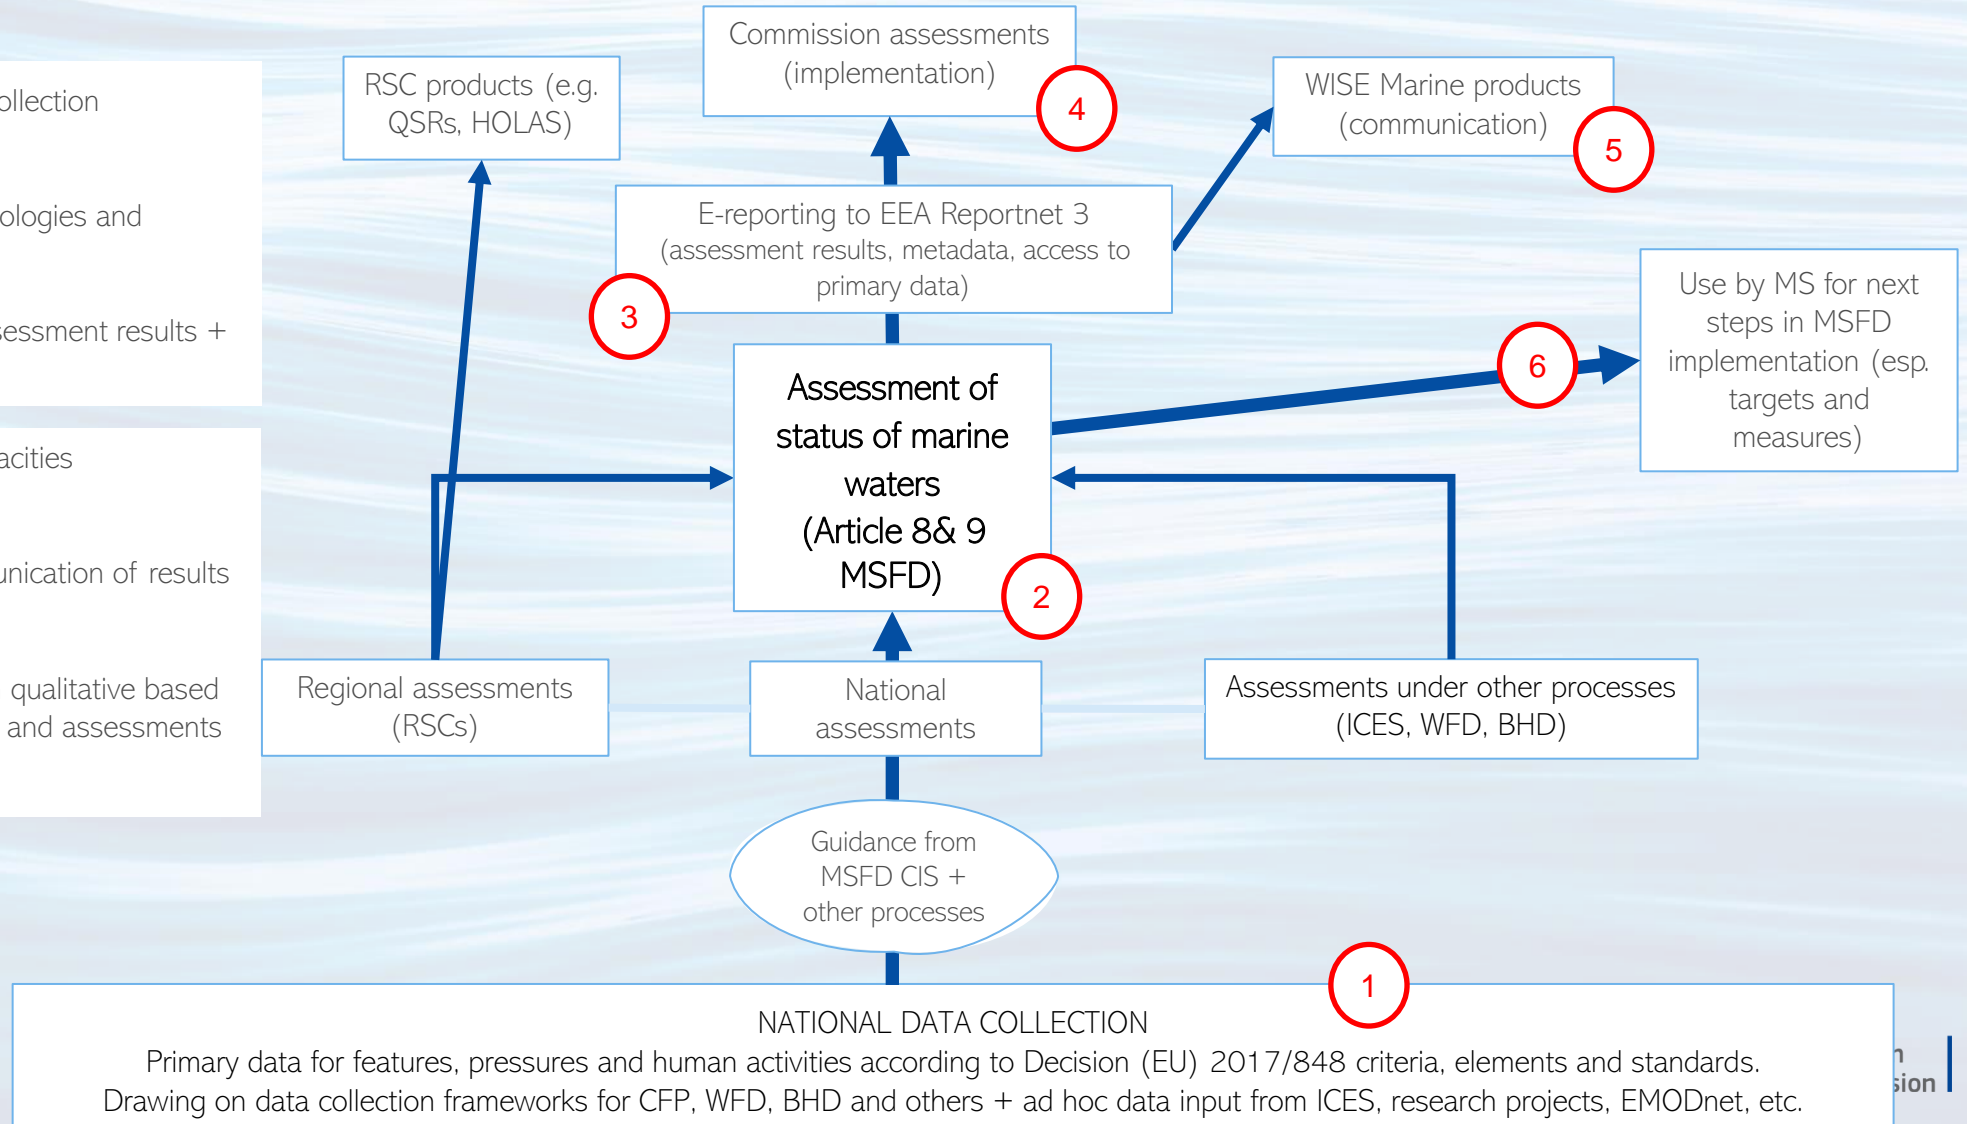 Commission assessments
(implementation)
4
RSC products (e.g.
QSRs, HOLAS)
WISE Marine products
(communication)
5
ollection
ologies and
sessment results +
E-reporting to EEA Reportnet 3
(assessment results, metadata, access to
primary data)
3
Use by MS for next
steps in MSFD
implementation (esp.
targets and
measures)
6
Assessment of
status of marine
waters
(Article 8& 9
MSFD)
2
acities
unication of results
qualitative based
and assessments
Regional assessments
(RSCs)
National
assessments
Assessments under other processes
(ICES, WFD, BHD)
Guidance from
MSFD CIS +
other processes
1
NATIONAL DATA COLLECTION
Primary data for features, pressures and human activities according to Decision (EU) 2017/848 criteria, elements and standards.
Drawing on data collection frameworks for CFP, WFD, BHD and others + ad hoc data input from ICES, research projects, EMODnet, etc.
n
sion